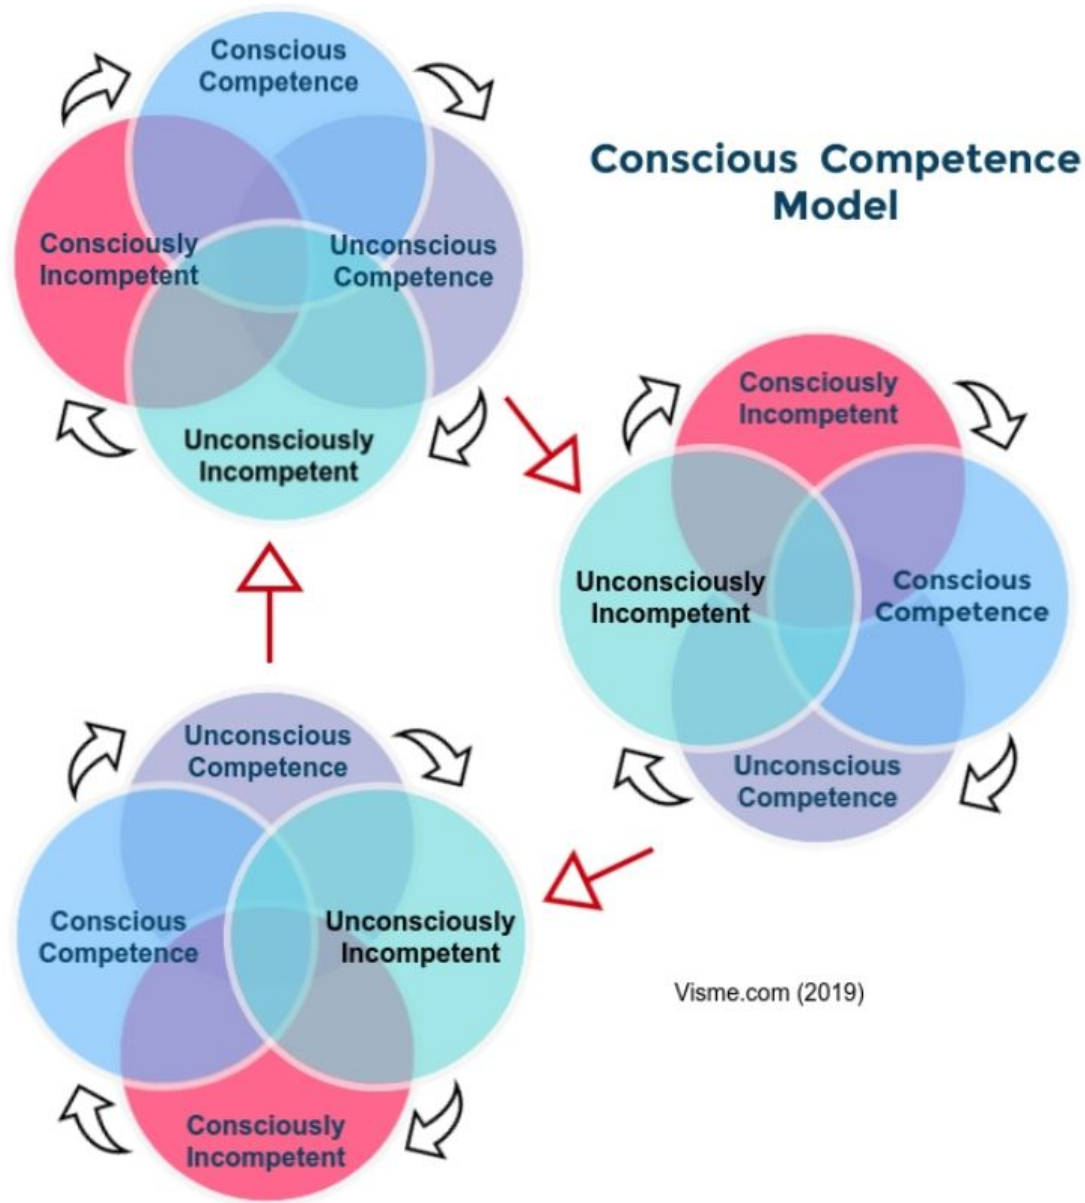 Conscious
Competence
Conscious Competence
Model
Consciously
Incompetent
Unconscious
Competence
Unconsciously
Incompetent
Consciously
Incompetent
Unconsciously
Incompetent
Conscious
Competence
Unconscious
Competence
Unconscious
Competence
Conscious
Competence
Unconsciously
Incompetent
Consciously
Incompetent
Visme.com (2019)